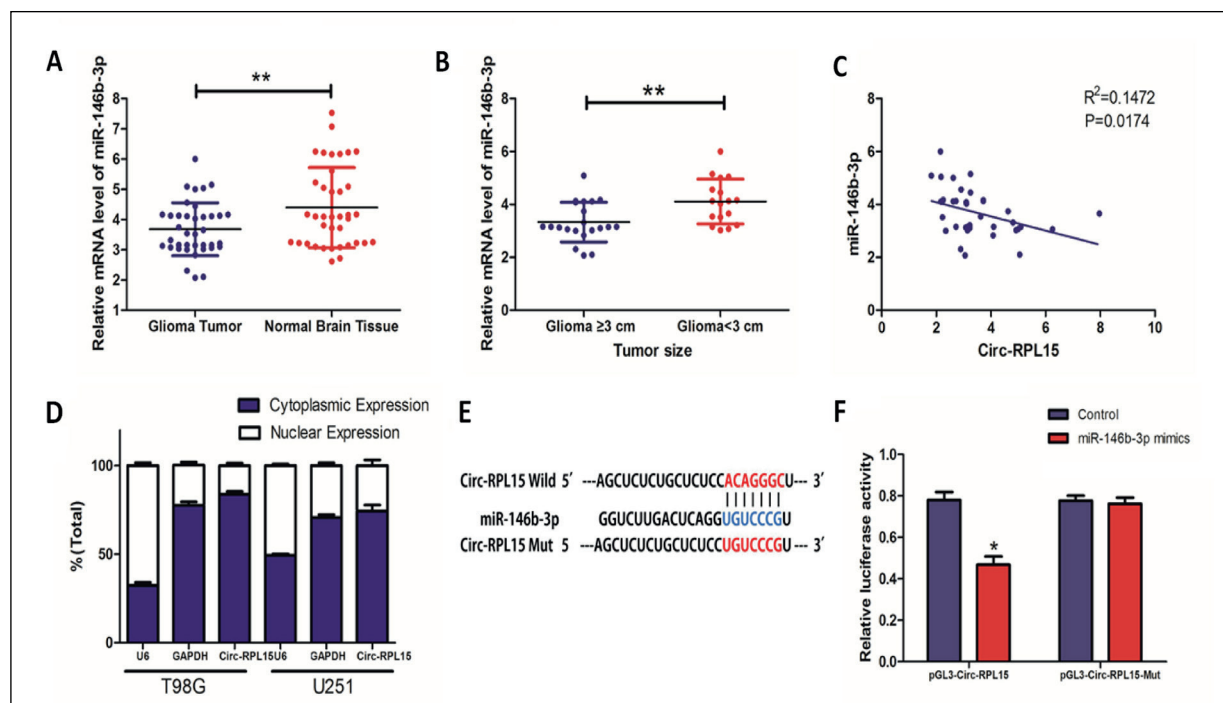 A
**
Relative mRNA level of miR-146b-3p
8
7
6
5
4
3
2
1
Glioma Tumor Normal Brain Tissue
B
**
Relative mRNA level of miR-146b-3p
8
6
4
2
0
Glioma ≥3 cm Glioma<3 cm
Tumor size
C
R²=0.1472
P=0.0174
miR-146b-3p
8
6
4
2
0
0 2 4 6 8 10
Circ-RPL15
D
Cytoplasmic Expression
Nuclear Expression
%(Total)
100
50
0
U6 GAPDH Circ-RPL15 U6 GAPDH Circ-RPL15
T98G U251
E
Circ-RPL15 Wild 5′ ---AGCUCUCUGCUCUCCACAGGGCU--- 3′
miR-146b-3p GGUCUUGACUCAGGUGUCCCGU
Circ-RPL15 Mut 5 ---AGCUCUCUGCUCUCCUGUCCCGU--- 3′
F
Control
miR-146b-3p mimics
Relative luciferase activity
1.0
0.8
0.6
0.4
0.2
0.0
*
pGL3-Circ-RPL15 pGL3-Circ-RPL15-Mut